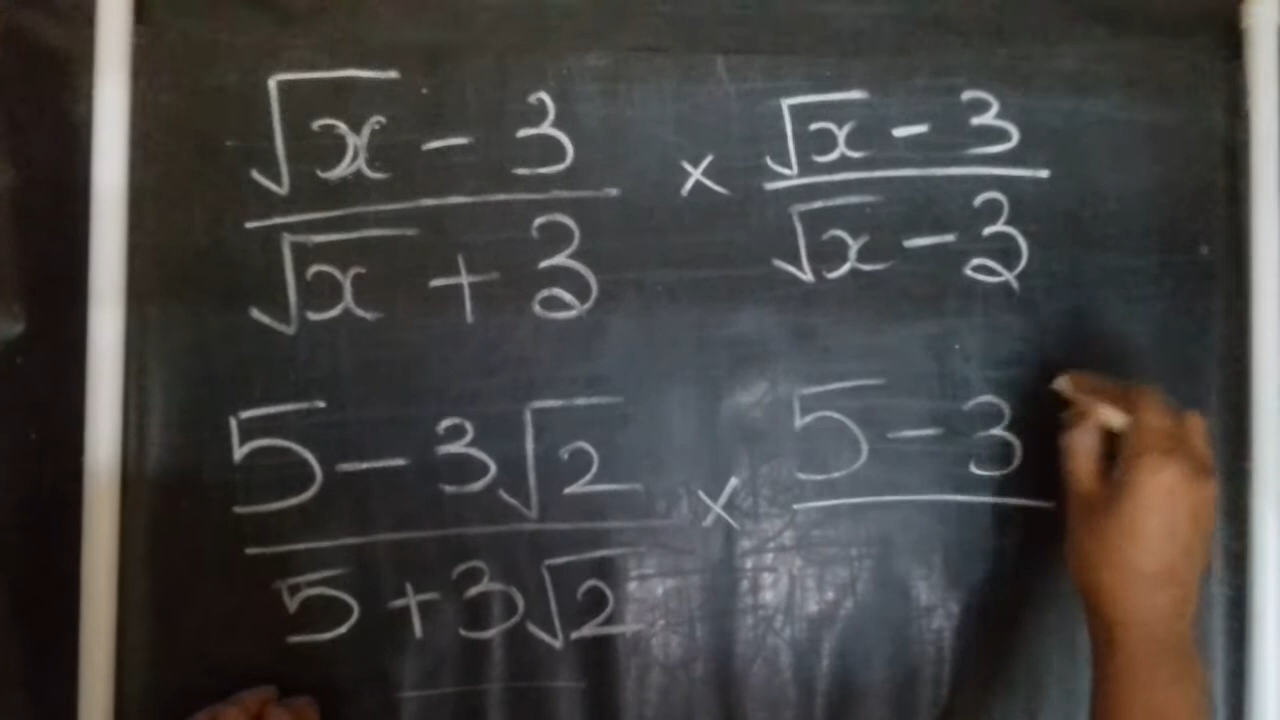 √x - 3 × √x - 3
√x + 3 √x - 3
5 - 3√2 × 5 - 3
5 + 3√2